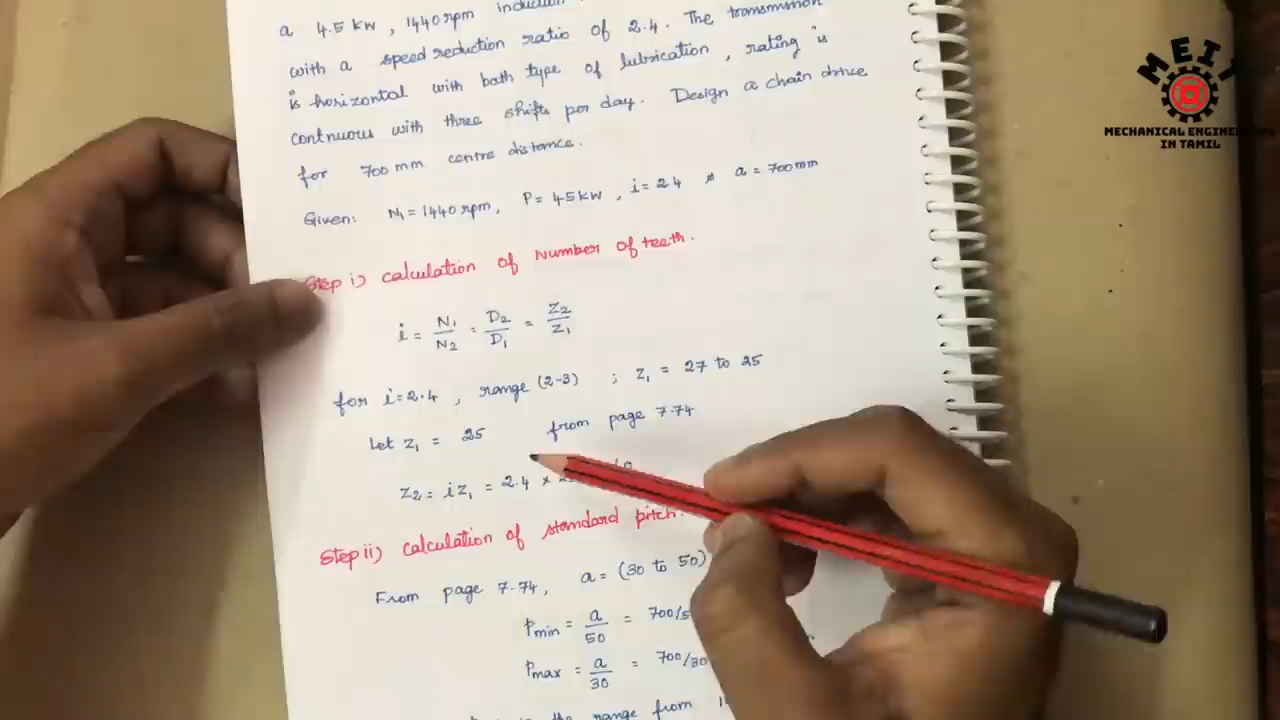 a 4.5 kW, 1440 rpm
with a speed reduction ratio of 2.4. The transmission
is horizontal with bath type of lubrication, rating is
contnuous with three shifts per day. Design a chain drive
for 700 mm centre distance.
Given: N1 = 1440 rpm, P = 4.5 kW, i = 2.4 & a = 700 mm
Step i) calculation of Number of teeth.
i = N1/N2 = D2/D1 = Z2/Z1
for i = 2.4, range (2-3) ; Z1 = 27 to 25
Let Z1 = 25 from page 7.74
Z2 = iZ1 = 2.4 ×
Step ii) calculation of standard pitch.
From page 7.74, a = (30 to 50)
Pmin = a/50 = 700/5
Pmax = a/30 = 700/30
the range from
MEIT
MECHANICAL ENGINEERING
IN TAMIL